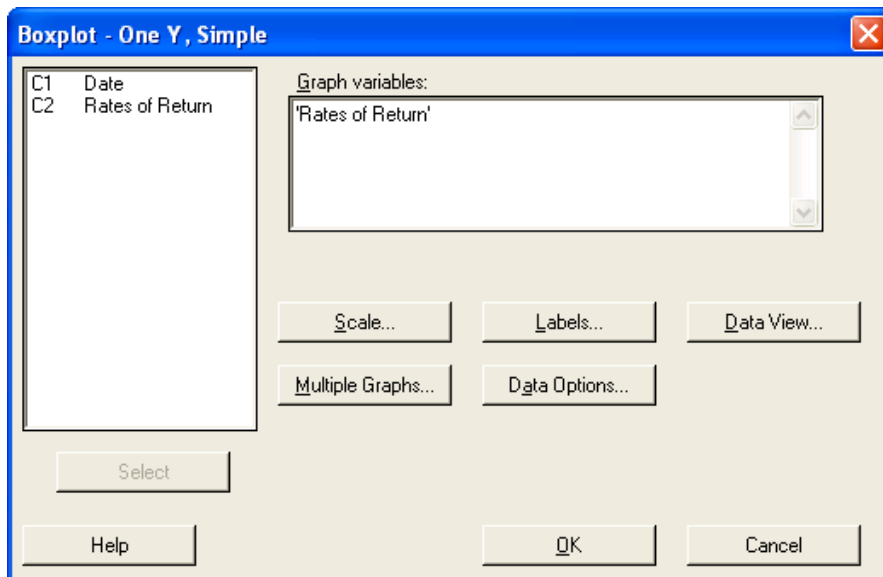 Boxplot - One Y, Simple
C1 Date
C2 Rates of Return
Graph variables:
'Rates of Return'
Scale...
Labels...
Data View...
Multiple Graphs...
Data Options...
Select
Help
OK
Cancel